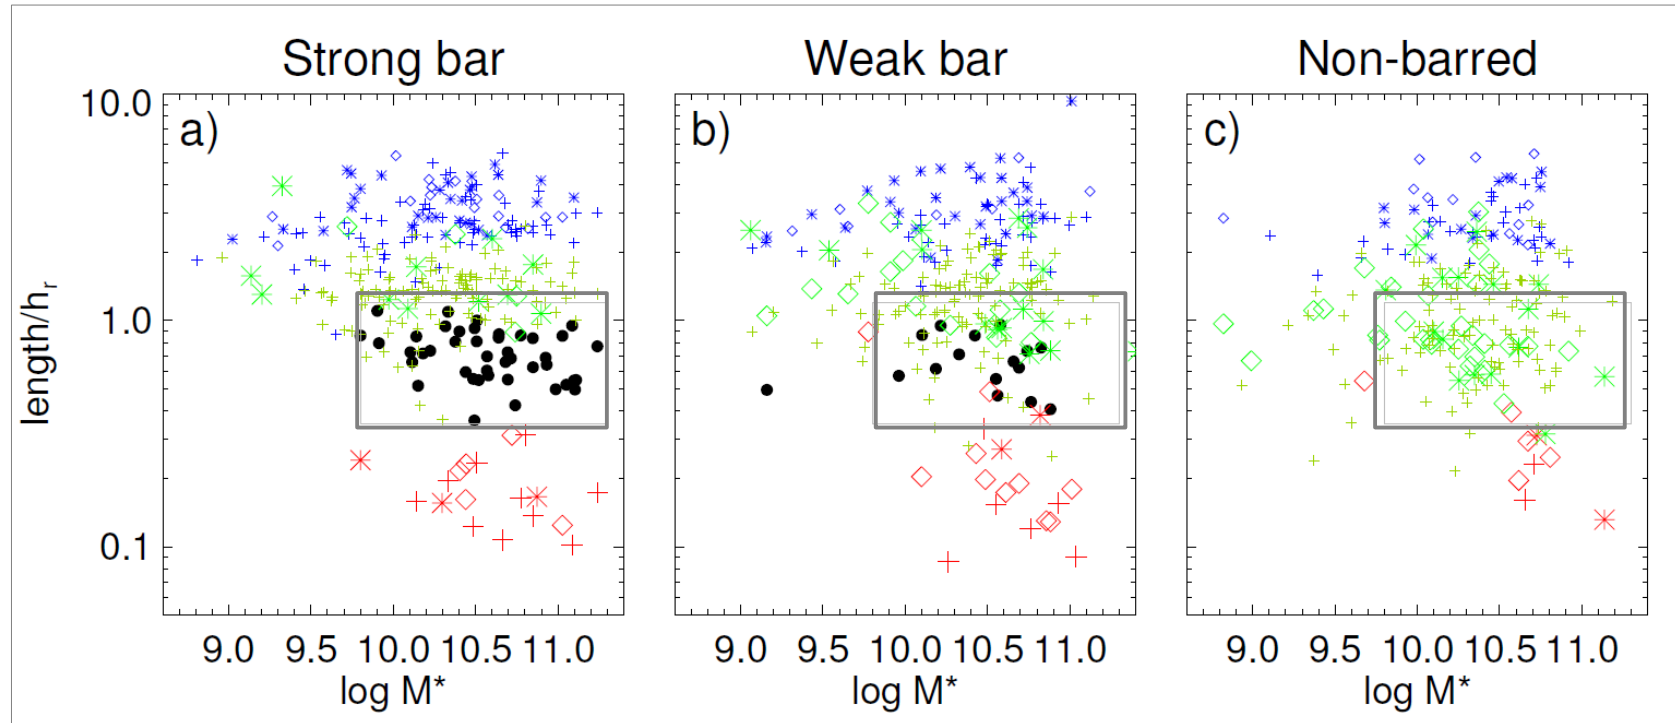 Strong bar Weak bar Non-barred
10.0
a) b) c)
1.0
0.1
length/hr
9.0 9.5 10.0 10.5 11.0 9.0 9.5 10.0 10.5 11.0 9.0 9.5 10.0 10.5 11.0
log M* log M* log M*